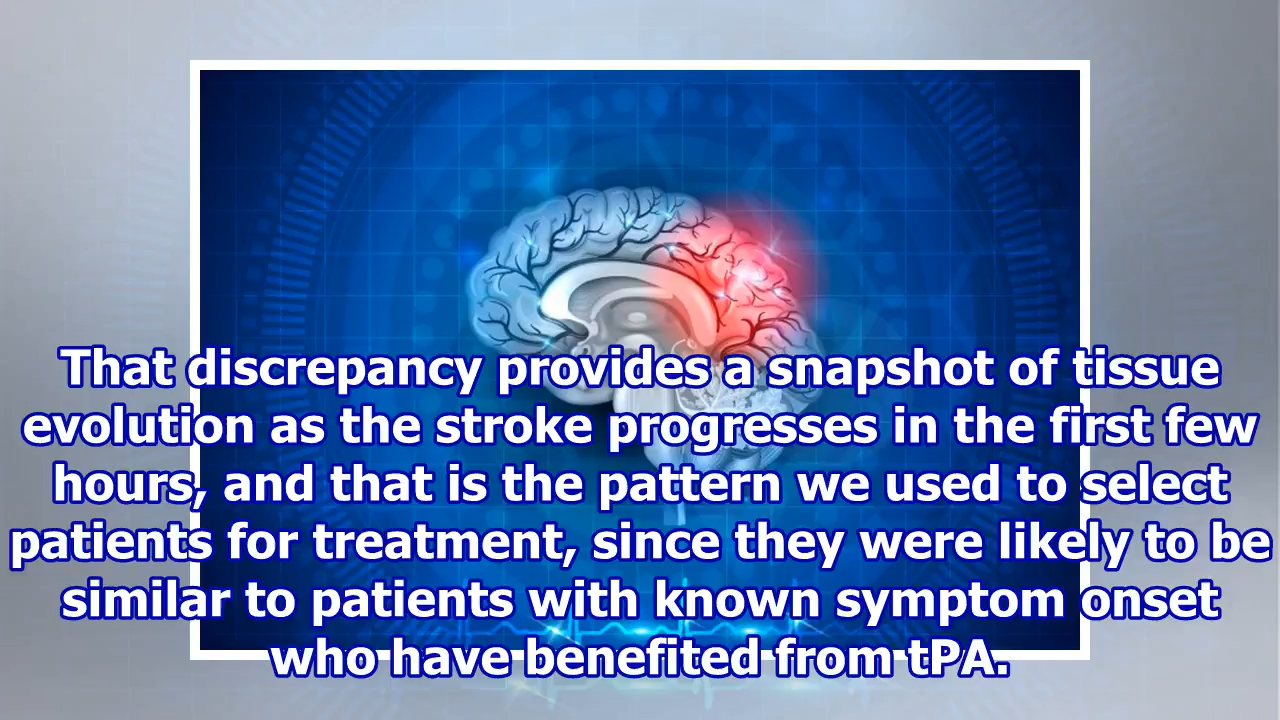 That discrepancy provides a snapshot of tissue
evolution as the stroke progresses in the first few
hours, and that is the pattern we used to select
patients for treatment, since they were likely to be
similar to patients with known symptom onset
who have benefited from tPA.